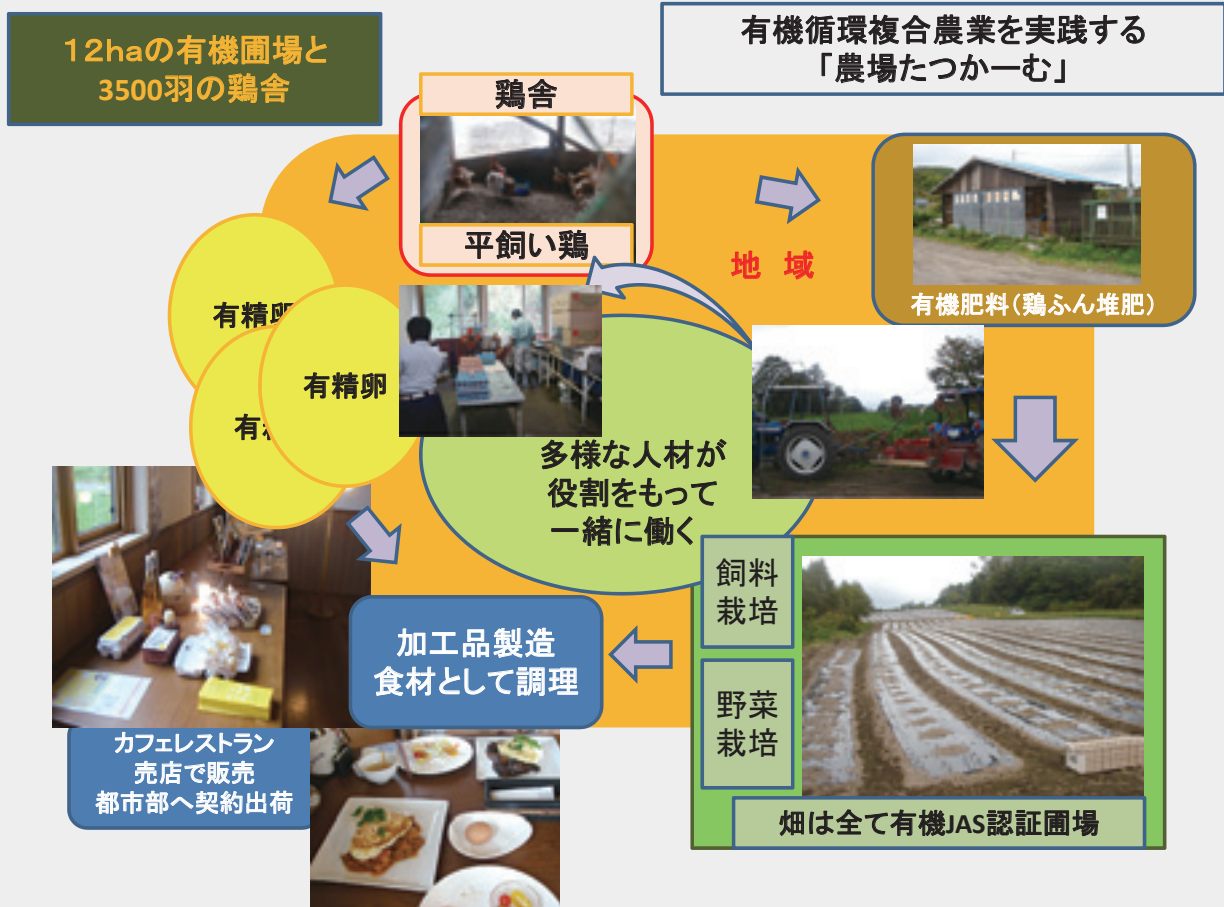 12haの有機圃場と
3500羽の鶏舎
有機循環複合農業を実践する
「農場たつかーむ」
鶏舎
平飼い鶏
地 域
有機肥料(鶏ふん堆肥)
有精卵
有精卵
有精
多様な人材が
役割をもって
一緒に働く
飼料
栽培
野菜
栽培
加工品製造
食材として調理
カフェレストラン
売店で販売
都市部へ契約出荷
畑は全て有機JAS認証圃場